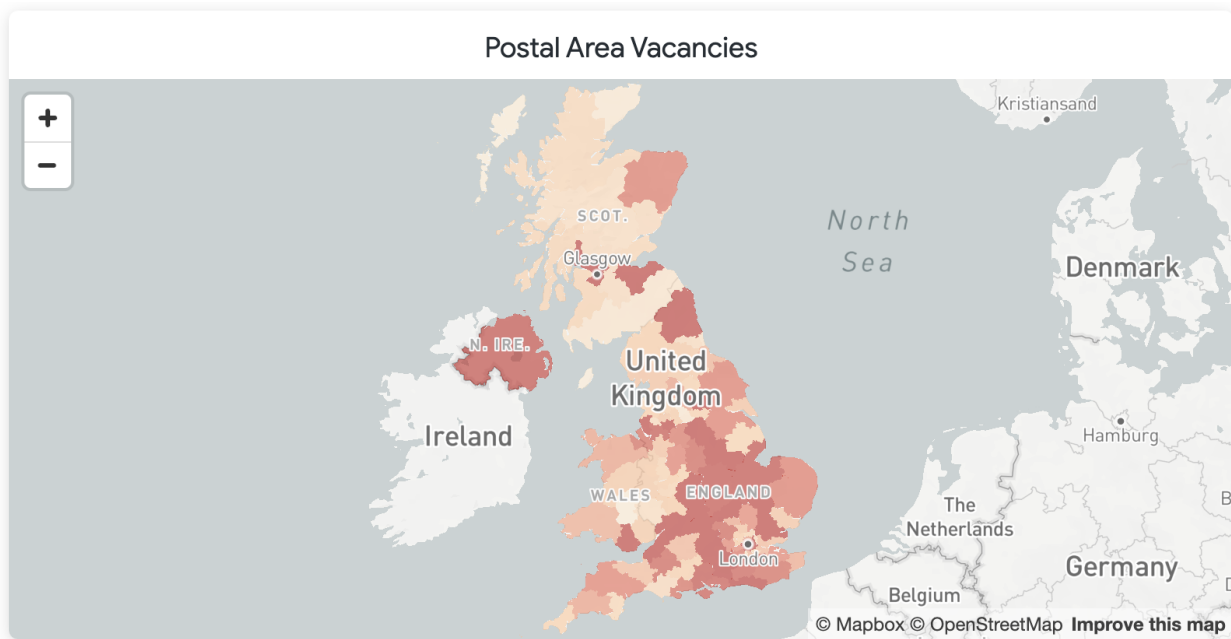 Postal Area Vacancies
+
−
Kristiansand
SCOT.
North
Sea
Glasgow
Denmark
N. IRE.
United
Kingdom
Ireland
Hamburg
WALES
ENGLAND
The
Netherlands
London
Germany
Belgium
© Mapbox © OpenStreetMap Improve this map